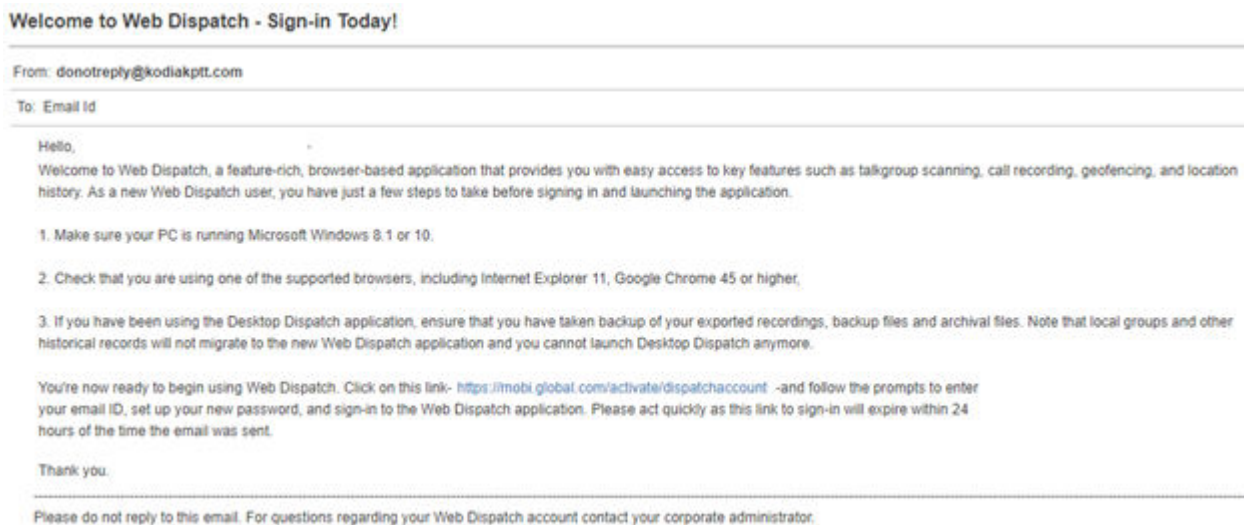 Welcome to Web Dispatch - Sign-in Today!
From: donotreply@kodiakptt.com
To: Email Id
Hello,
Welcome to Web Dispatch, a feature-rich, browser-based application that provides you with easy access to key features such as talkgroup scanning, call recording, geofencing, and location
history. As a new Web Dispatch user, you have just a few steps to take before signing in and launching the application.
1. Make sure your PC is running Microsoft Windows 8.1 or 10.
2. Check that you are using one of the supported browsers, including Internet Explorer 11, Google Chrome 45 or higher,
3. If you have been using the Desktop Dispatch application, ensure that you have taken backup of your exported recordings, backup files and archival files. Note that local groups and other
historical records will not migrate to the new Web Dispatch application and you cannot launch Desktop Dispatch anymore.
You're now ready to begin using Web Dispatch. Click on this link- https://mobi.global.com/activate/dispatchaccount -and follow the prompts to enter
your email ID, set up your new password, and sign-in to the Web Dispatch application. Please act quickly as this link to sign-in will expire within 24
hours of the time the email was sent.
Thank you.
Please do not reply to this email. For questions regarding your Web Dispatch account contact your corporate administrator.